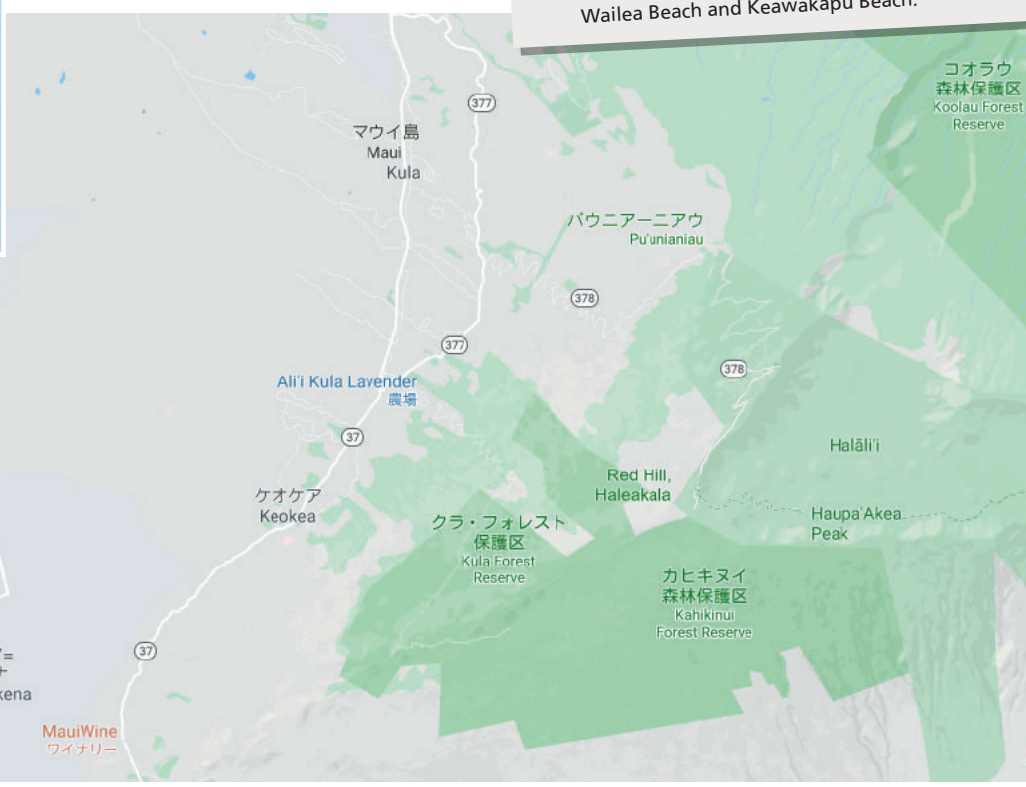 Wailea Beach and Keawakapu Beach.
コオラウ
森林保護区
Koolau Forest
Reserve
377
マウイ島
Maui
Kula
パウニアーニアウ
Pu'unianiau
378
377
378
Ali'i Kula Lavender
農場
37
Halāli'i
Red Hill,
Haleakala
ケオケア
Keokea
Haupa'Akea
Peak
クラ・フォレスト
保護区
Kula Forest
Reserve
カヒキヌイ
森林保護区
Kahikinui
Forest Reserve
37
kena
MauiWine
ワイナリー